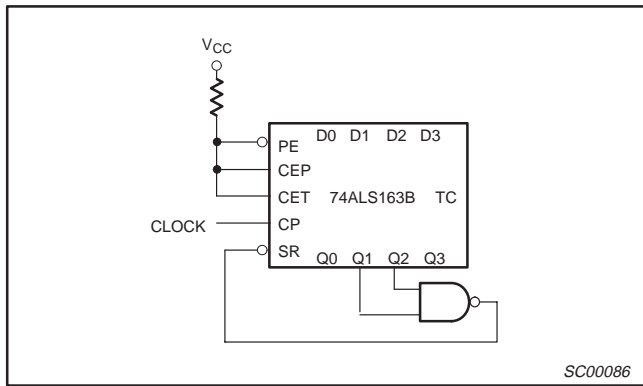 VCC
D0 D1 D2 D3
PE
CEP
CET 74ALS163B TC
CLOCK CP
SR
Q0 Q1 Q2 Q3
SC00086